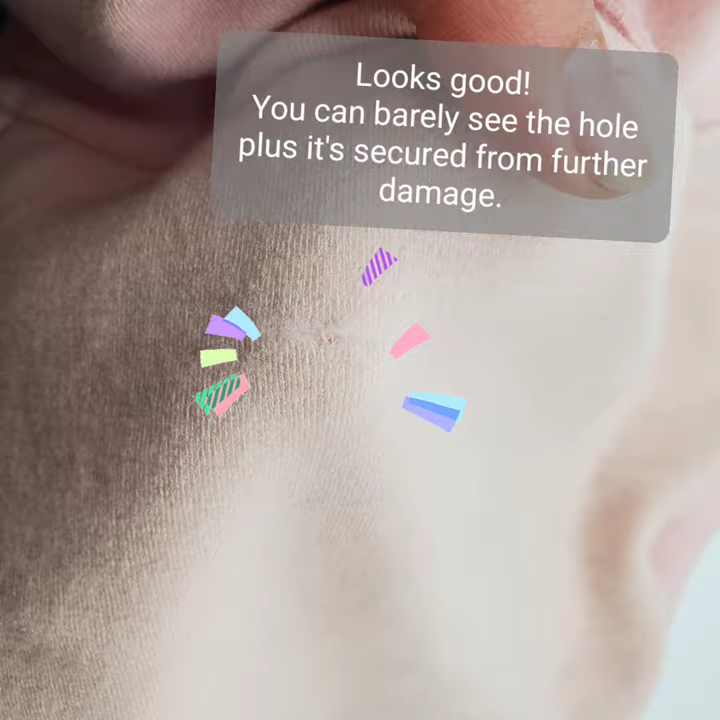 Looks good!
You can barely see the hole
plus it's secured from further
damage.